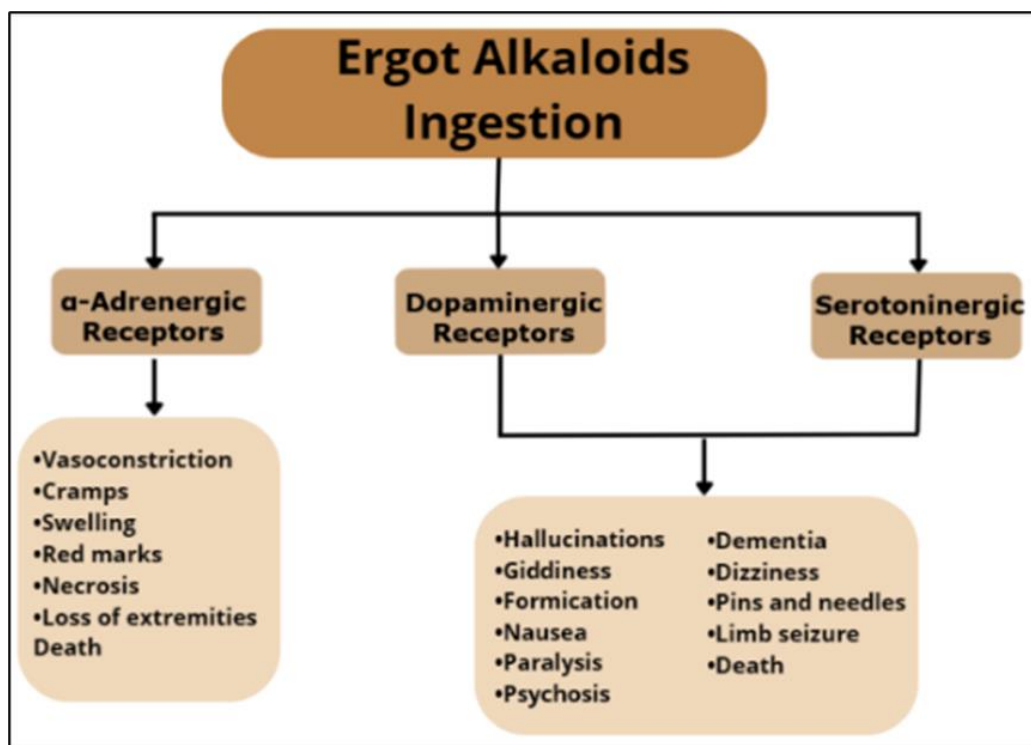 Ergot Alkaloids
Ingestion
α-Adrenergic
Receptors
Dopaminergic
Receptors
Serotoninergic
Receptors
•Vasoconstriction
•Cramps
•Swelling
•Red marks
•Necrosis
•Loss of extremities
Death
•Hallucinations
•Giddiness
•Formication
•Nausea
•Paralysis
•Psychosis
•Dementia
•Dizziness
•Pins and needles
•Limb seizure
•Death